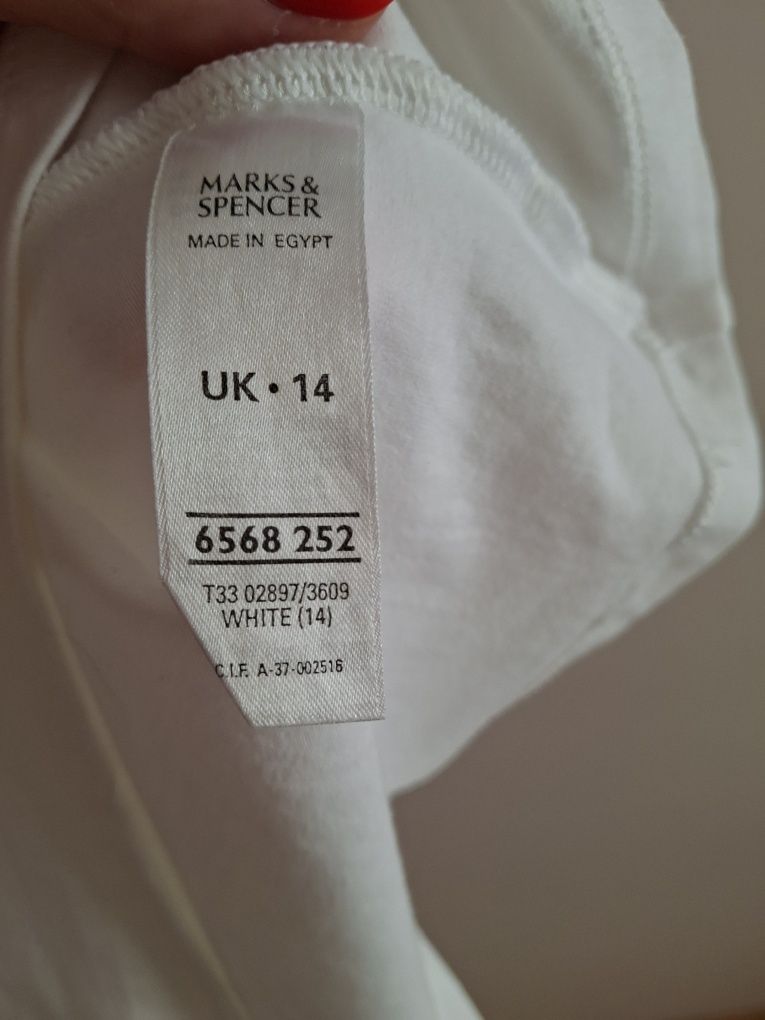 MARKS &
SPENCER
MADE IN EGYPT
UK • 14
6568 252
T33 02897/3609
WHITE (14)
C.I.F. A-37-002516